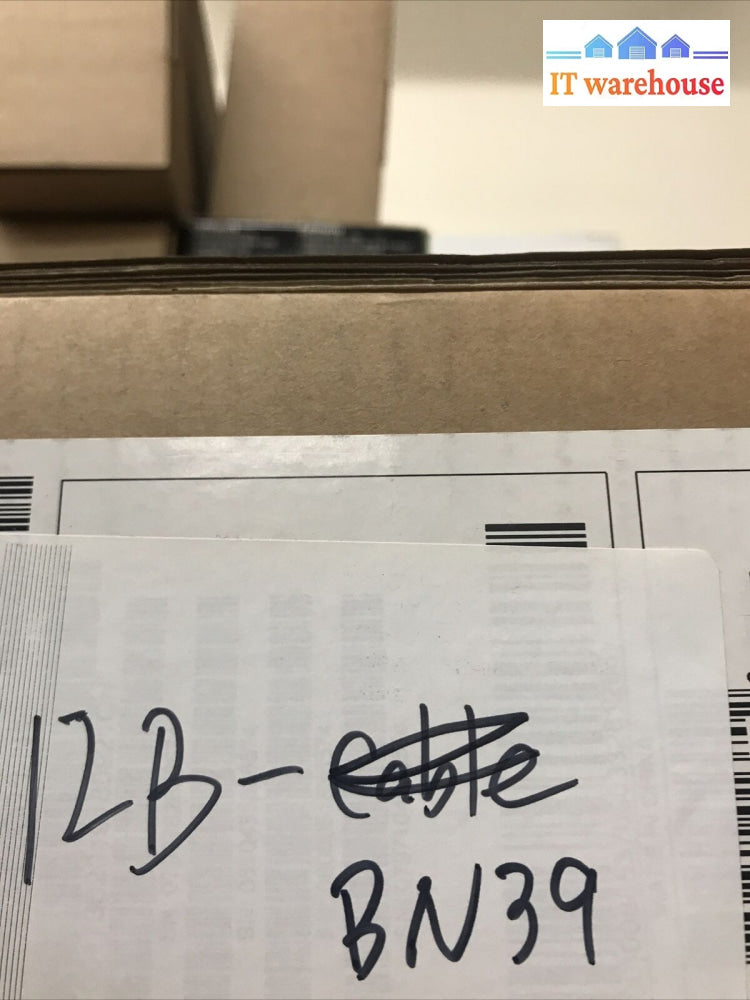 IT warehouse
12B- Cable
BN39